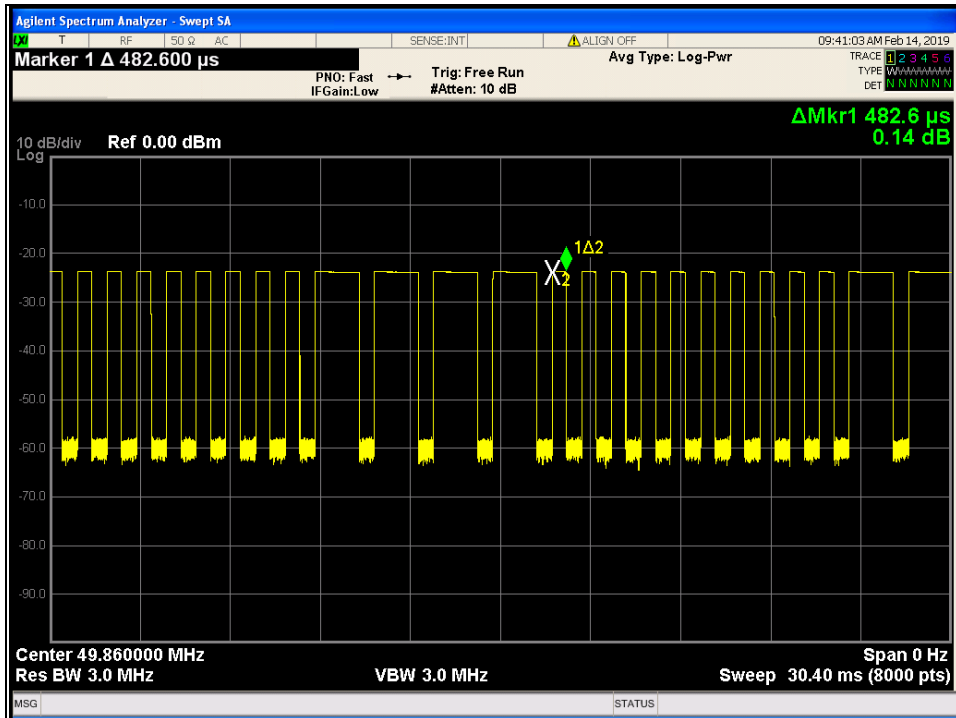 Agilent Spectrum Analyzer - Swept SA
LXI T RF 50 Ω AC SENSE:INT ALIGN OFF 09:41:03 AM Feb 14, 2019
Marker 1 Δ 482.600 µs
PNO: Fast
IFGain:Low
Trig: Free Run
#Atten: 10 dB
Avg Type: Log-Pwr
TRACE 1 2 3 4 5 6
TYPE W
DET N N N N N N
ΔMkr1 482.6 µs
0.14 dB
10 dB/div Ref 0.00 dBm
Log
-10.0
-20.0
1Δ2
2
-30.0
-40.0
-50.0
-60.0
-70.0
-80.0
-90.0
Center 49.860000 MHz Span 0 Hz
Res BW 3.0 MHz VBW 3.0 MHz Sweep 30.40 ms (8000 pts)
MSG STATUS